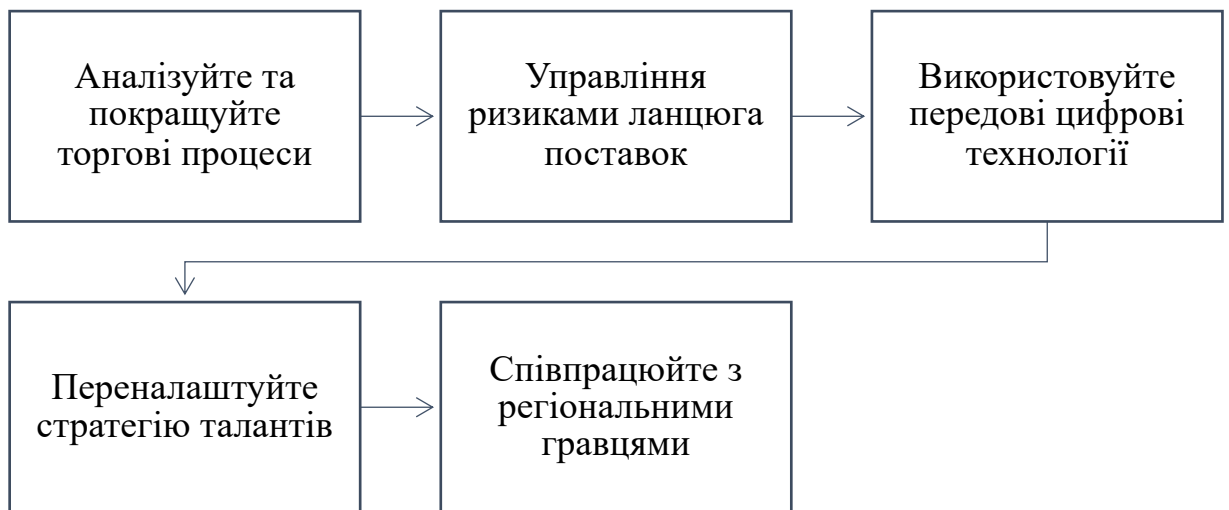 Аналізуйте та
покращуйте
торгові процеси
Управління
ризиками ланцюга
поставок
Використовуйте
передові цифрові
технології
Переналаштуйте
стратегію талантів
Співпрацюйте з
регіональними
гравцями